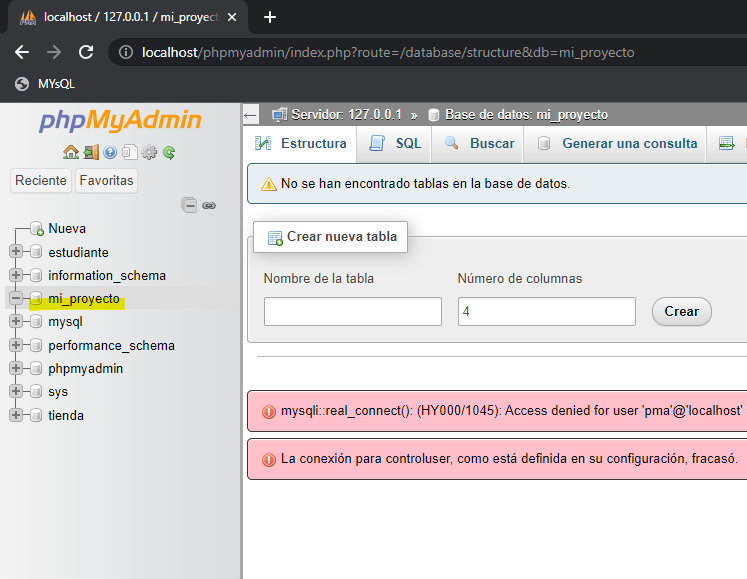 localhost / 127.0.0.1 / mi_proyect
localhost/phpmyadmin/index.php?route=/database/structure&db=mi_proyecto
MYsQL
phpMyAdmin
Servidor: 127.0.0.1 » Base de datos: mi_proyecto
Estructura SQL Buscar Generar una consulta
Reciente Favoritas
No se han encontrado tablas en la base de datos.
Nueva
estudiante
information_schema
mi_proyecto
mysql
performance_schema
phpmyadmin
sys
tienda
Crear nueva tabla
Nombre de la tabla Número de columnas
4 Crear
mysqli::real_connect(): (HY000/1045): Access denied for user 'pma'@'localhost'
La conexión para controluser, como está definida en su configuración, fracasó.